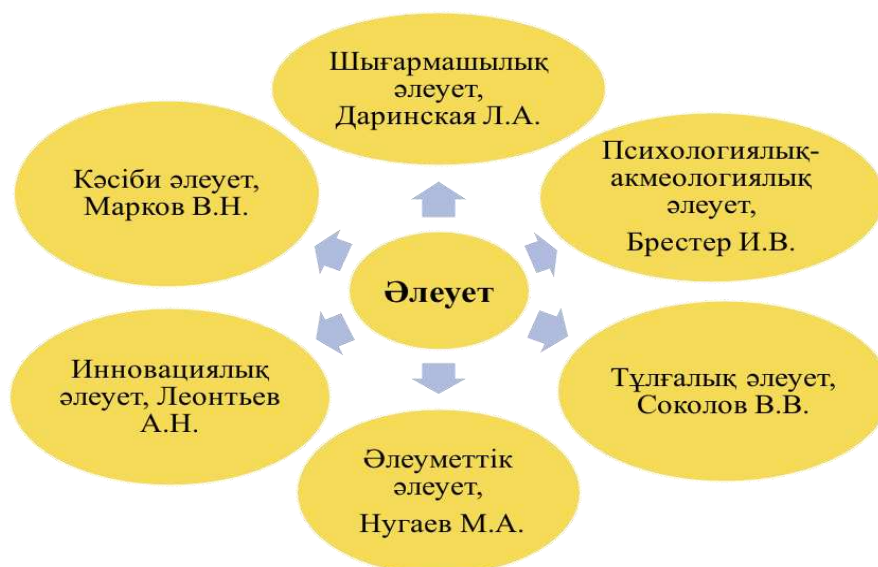 Шығармашылық
әлеует,
Даринская Л.А.
Психологиялық-
акмеологиялық
әлеует,
Брестер И.В.
Кәсіби әлеует,
Марков В.Н.
Әлеует
Тұлғалық әлеует,
Соколов В.В.
Инновациялық
әлеует, Леонтьев
А.Н.
Әлеуметтік
әлеует,
Нугаев М.А.